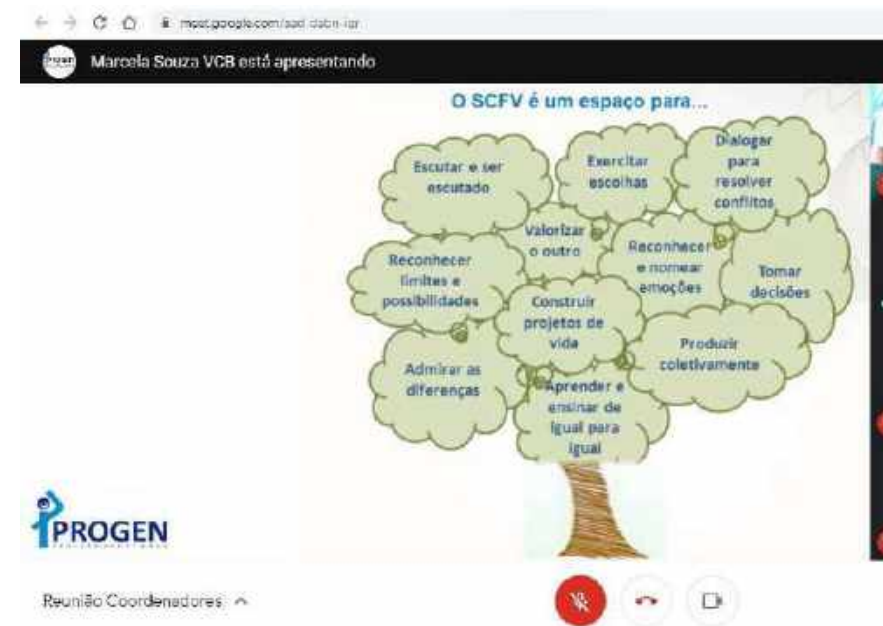 meet.google.com/
Marcela Souza VCB está apresentando
O SCFV é um espaço para...
Escutar e ser
escutado
Exercitar
escolhas
Dialogar
para
resolver
conflitos
Valorizar
o outro
Reconhecer
limites e
possibilidades
Reconhecer
e nomear
emoções
Tomar
decisões
Construir
projetos de
vida
Produzir
coletivamente
Admirar as
diferenças
Aprender e
ensinar de
igual para
igual
PROGEN
Reunião Coordenadores